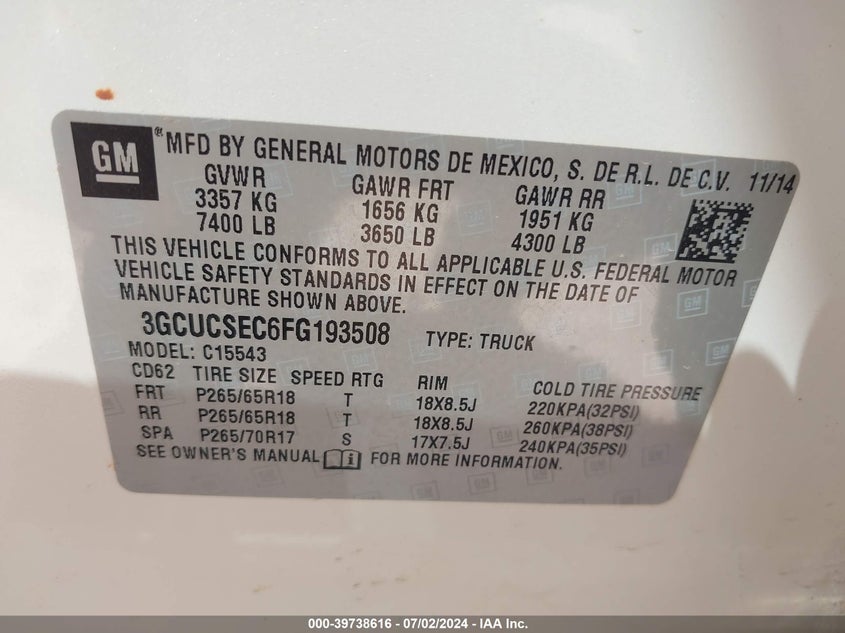 GM ® MFD BY GENERAL MOTORS DE MEXICO, S. DE R.L. DE C.V. 11/14
GVWR GAWR FRT GAWR RR
3357 KG 1656 KG 1951 KG
7400 LB 3650 LB 4300 LB
THIS VEHICLE CONFORMS TO ALL APPLICABLE U.S. FEDERAL MOTOR
VEHICLE SAFETY STANDARDS IN EFFECT ON THE DATE OF
MANUFACTURE SHOWN ABOVE.
3GCUCSEC6FG193508 TYPE: TRUCK
MODEL: C15543
CD62 TIRE SIZE SPEED RTG RIM COLD TIRE PRESSURE
FRT P265/65R18 T 18X8.5J 220KPA(32PSI)
RR P265/65R18 T 18X8.5J 260KPA(38PSI)
SPA P265/70R17 S 17X7.5J 240KPA(35PSI)
SEE OWNER'S MANUAL i FOR MORE INFORMATION.
000-39738616 - 07/02/2024 - IAA Inc.